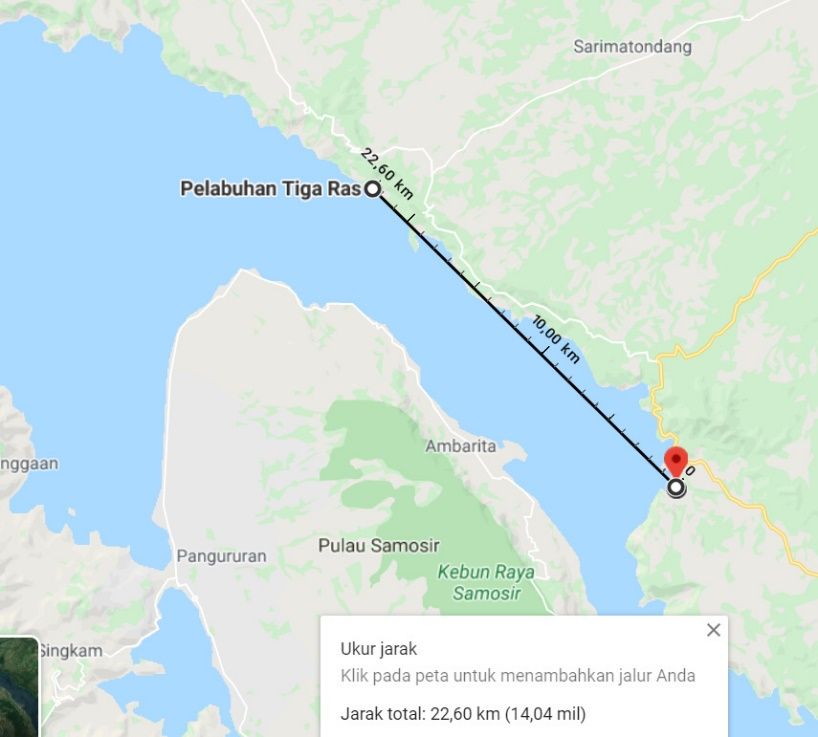 Sarimatondang
22,60 km
Pelabuhan Tiga Ras
10,00 km
Ambarita
nggaan
0
Pulau Samosir
Pangururan
Kebun Raya
Samosir
Singkam
Ukur jarak
Klik pada peta untuk menambahkan jalur Anda
Jarak total: 22,60 km (14,04 mil)